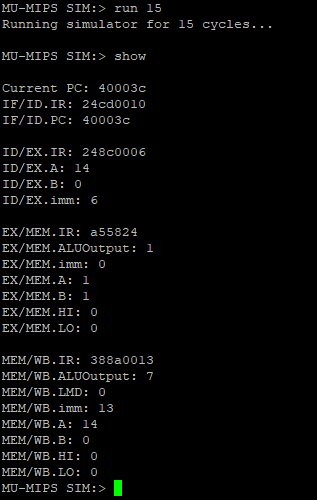 MU-MIPS SIM:> run 15
Running simulator for 15 cycles...
MU-MIPS SIM:> show
Current PC: 40003c
IF/ID.IR: 24cd0010
IF/ID.PC: 40003c
ID/EX.IR: 248c0006
ID/EX.A: 14
ID/EX.B: 0
ID/EX.imm: 6
EX/MEM.IR: a55824
EX/MEM.ALUOutput: 1
EX/MEM.imm: 0
EX/MEM.A: 1
EX/MEM.B: 1
EX/MEM.HI: 0
EX/MEM.LO: 0
MEM/WB.IR: 388a0013
MEM/WB.ALUOutput: 7
MEM/WB.LMD: 0
MEM/WB.imm: 13
MEM/WB.A: 14
MEM/WB.B: 0
MEM/WB.HI: 0
MEM/WB.LO: 0
MU-MIPS SIM:>